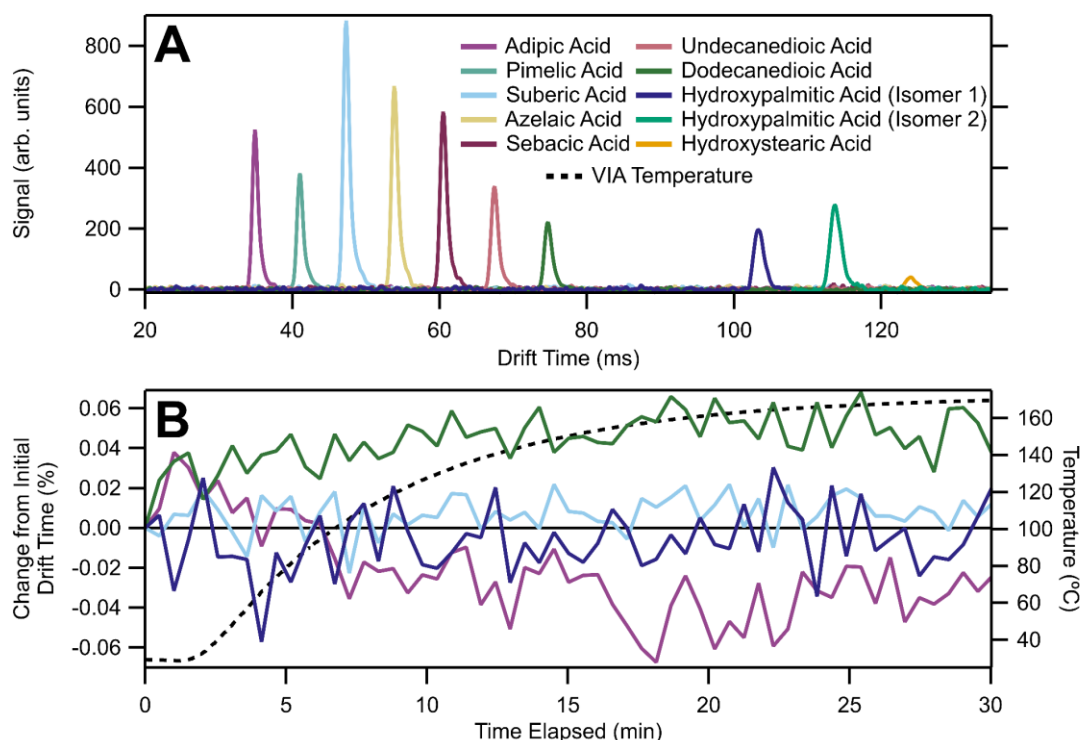 A
Signal (arb. units)
800
600
400
200
0
Adipic Acid
Pimelic Acid
Suberic Acid
Azelaic Acid
Sebacic Acid
Undecanedioic Acid
Dodecanedioic Acid
Hydroxypalmitic Acid (Isomer 1)
Hydroxypalmitic Acid (Isomer 2)
Hydroxystearic Acid
VIA Temperature
20 40 60 80 100 120
Drift Time (ms)
B
Change from Initial
Drift Time (%)
0.06
0.04
0.02
0.00
-0.02
-0.04
-0.06
160
140
120
100
80
60
40
Temperature (ºC)
0 5 10 15 20 25 30
Time Elapsed (min)